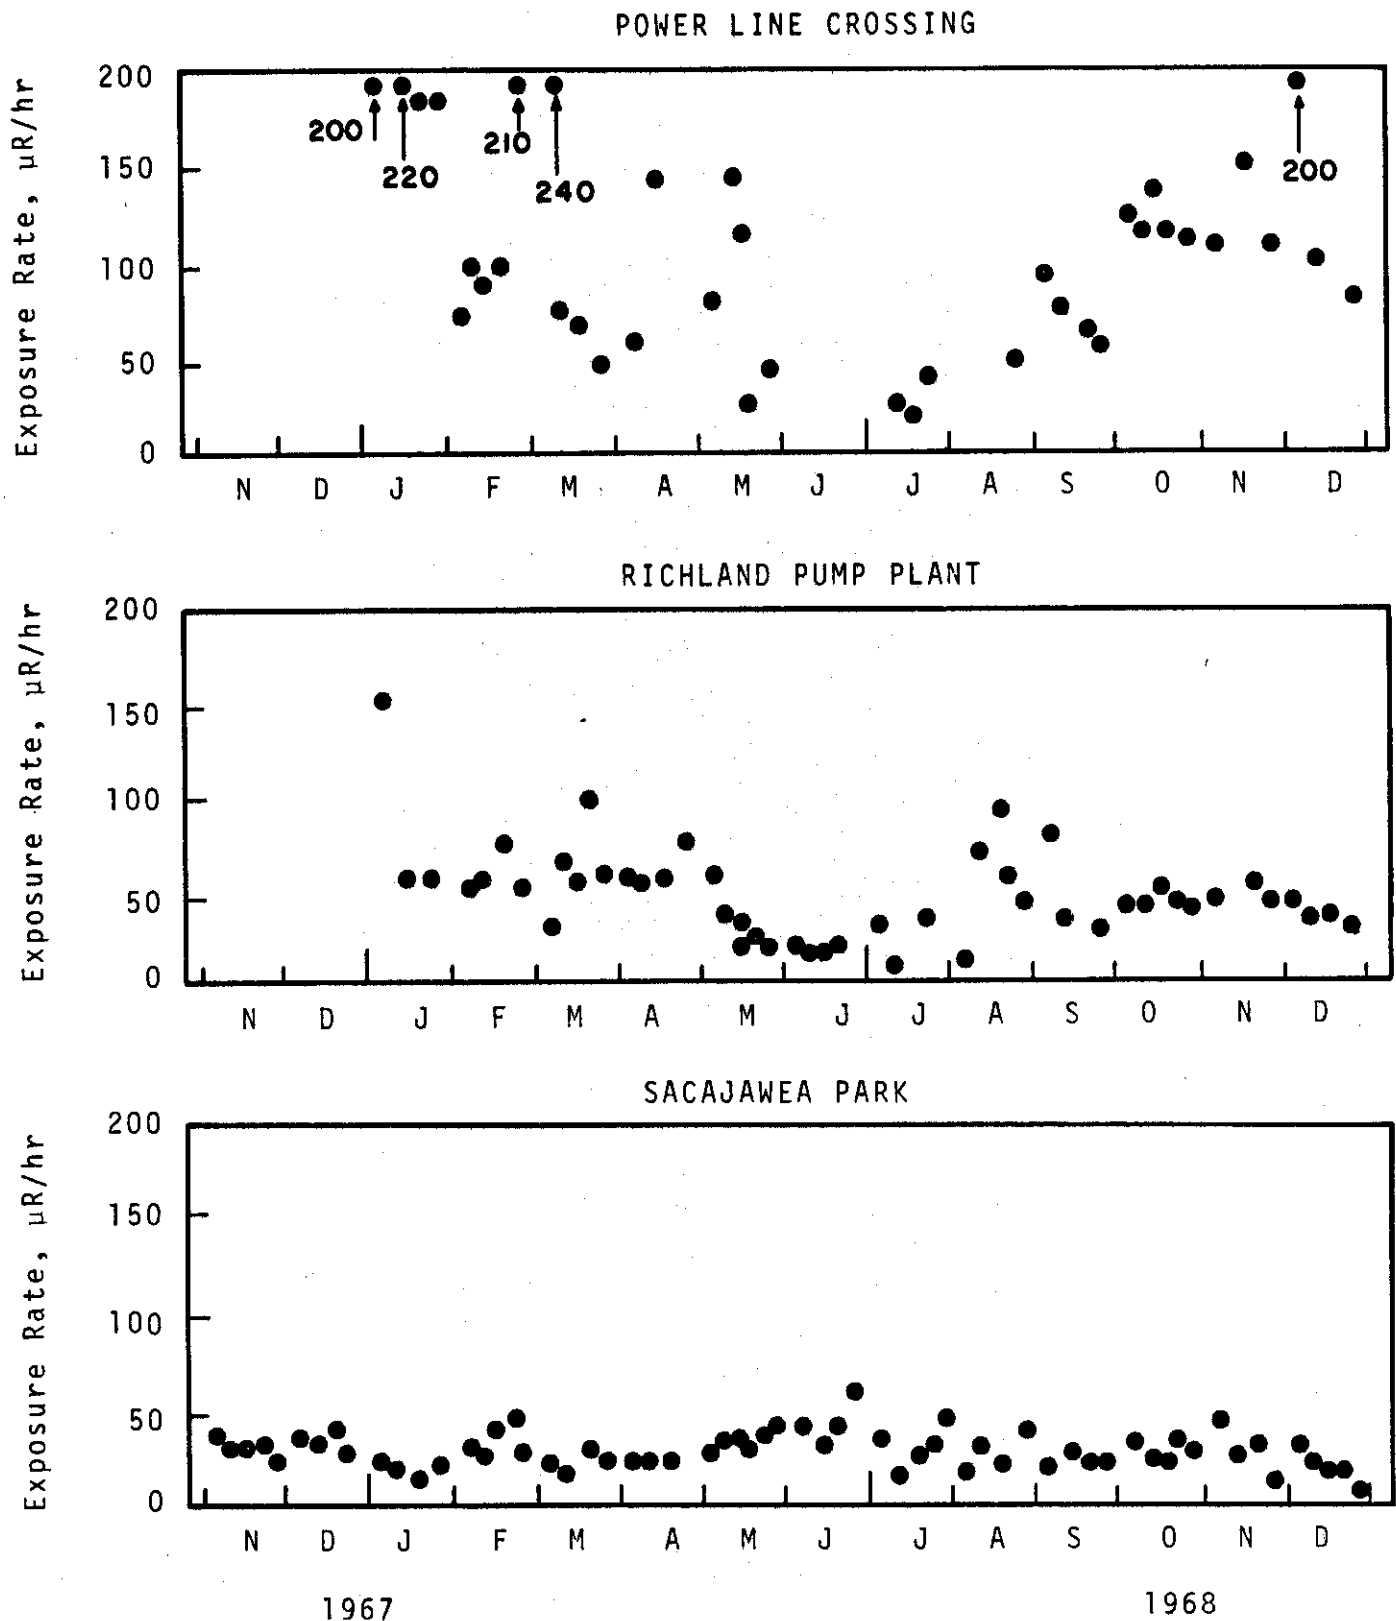 POWER LINE CROSSING
Exposure Rate, µR/hr
200
150
100
50
0
200
220
210
240
200
N D J F M A M J J A S O N D
RICHLAND PUMP PLANT
Exposure Rate, µR/hr
200
150
100
50
0
N D J F M A M J J A S O N D
SACAJAWEA PARK
Exposure Rate, µR/hr
200
150
100
50
0
N D J F M A M J J A S O N D
1967 1968